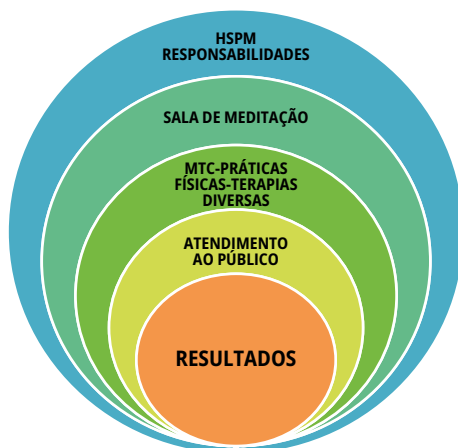 HSPM
RESPONSABILIDADES
SALA DE MEDITAÇÃO
MTC-PRÁTICAS
FÍSICAS-TERAPIAS
DIVERSAS
ATENDIMENTO
AO PÚBLICO
RESULTADOS